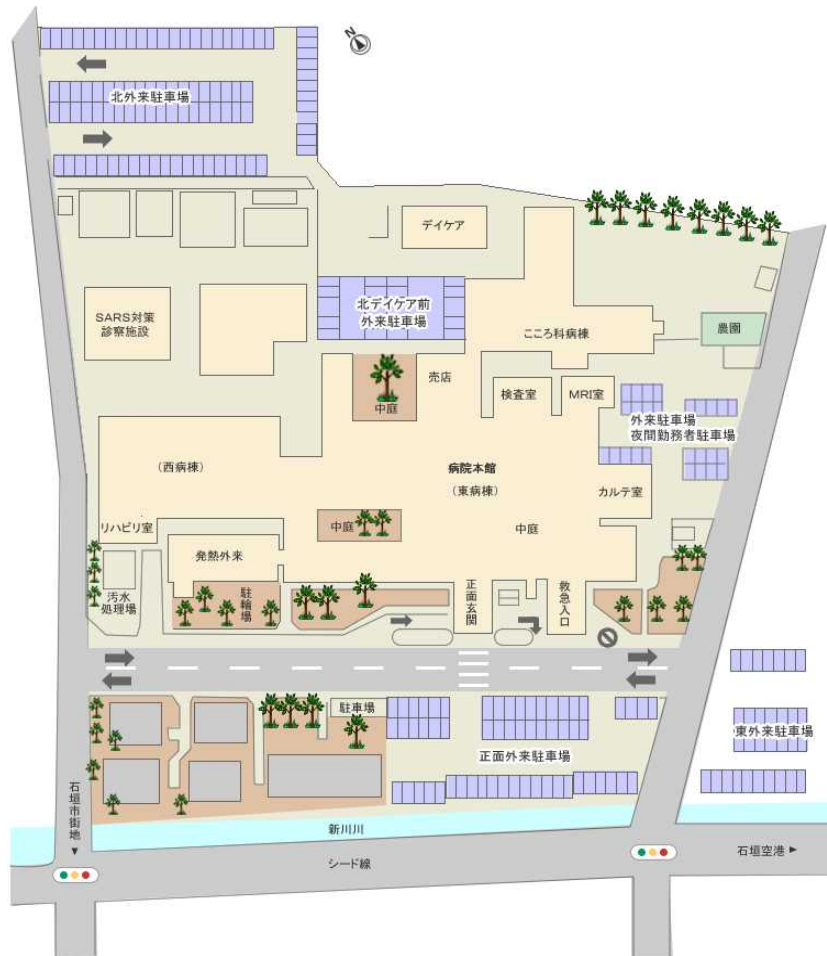 N
北外来駐車場
デイケア
SARS対策
診察施設
北デイケア前
外来駐車場
こころ科病棟
農園
中庭
売店
検査室
MRI室
外来駐車場
夜間勤務者駐車場
(西病棟)
病院本館
(東病棟)
カルテ室
リハビリ室
中庭
中庭
発熱外来
汚水
処理場
駐輪場
正面玄関
救急入口
駐車場
東外来駐車場
正面外来駐車場
石垣市街地▼
新川川
シード線
石垣空港▶